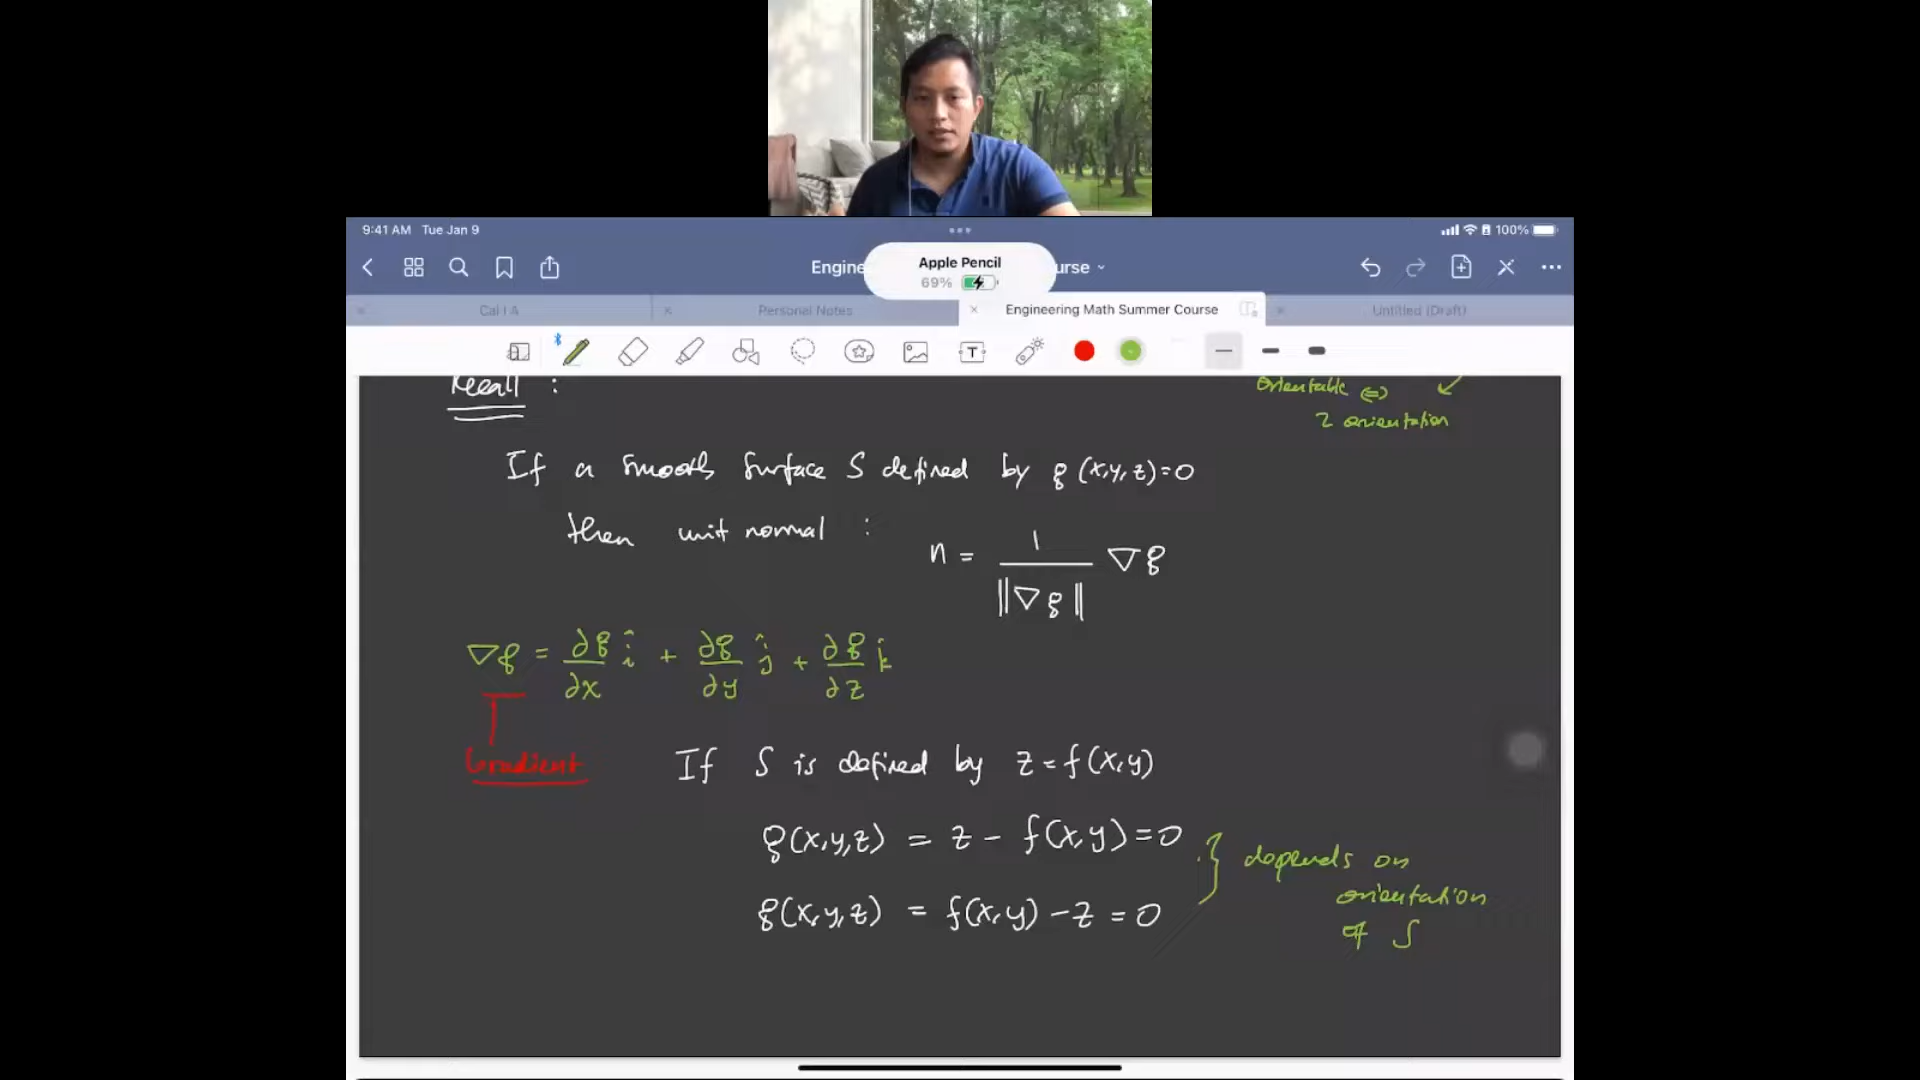 9:41 AM Tue Jan 9
100%
Engine
Apple Pencil
69%
urse
Cal I A
Personal Notes
Engineering Math Summer Course
Untitled (Draft)
Recall :
Orientable ⇔
2 orientation
If a smooth surface S defined by g(x,y,z)=0
then unit normal :
n = 1/‖∇g‖ ∇g
∇g = ∂g/∂x î + ∂g/∂y ĵ + ∂g/∂z k̂
Gradient
If S is defined by z=f(x,y)
g(x,y,z) = z - f(x,y)=0
g(x,y,z) = f(x,y) - z = 0
depends on
orientation
of S